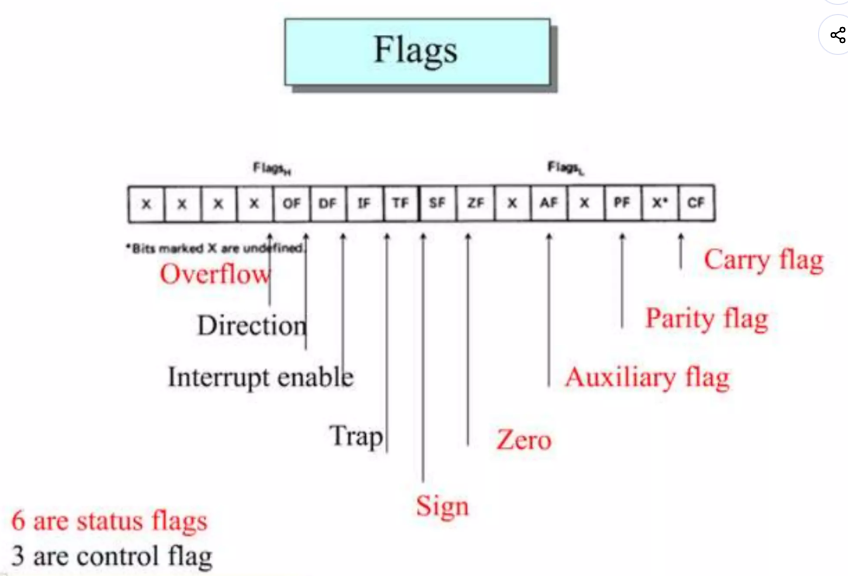 Flags
FlagsH FlagsL
X X X X OF DF IF TF SF ZF X AF X PF X* CF
*Bits marked X are undefined.
Overflow
Carry flag
Direction
Parity flag
Interrupt enable
Auxiliary flag
Trap
Zero
Sign
6 are status flags
3 are control flag